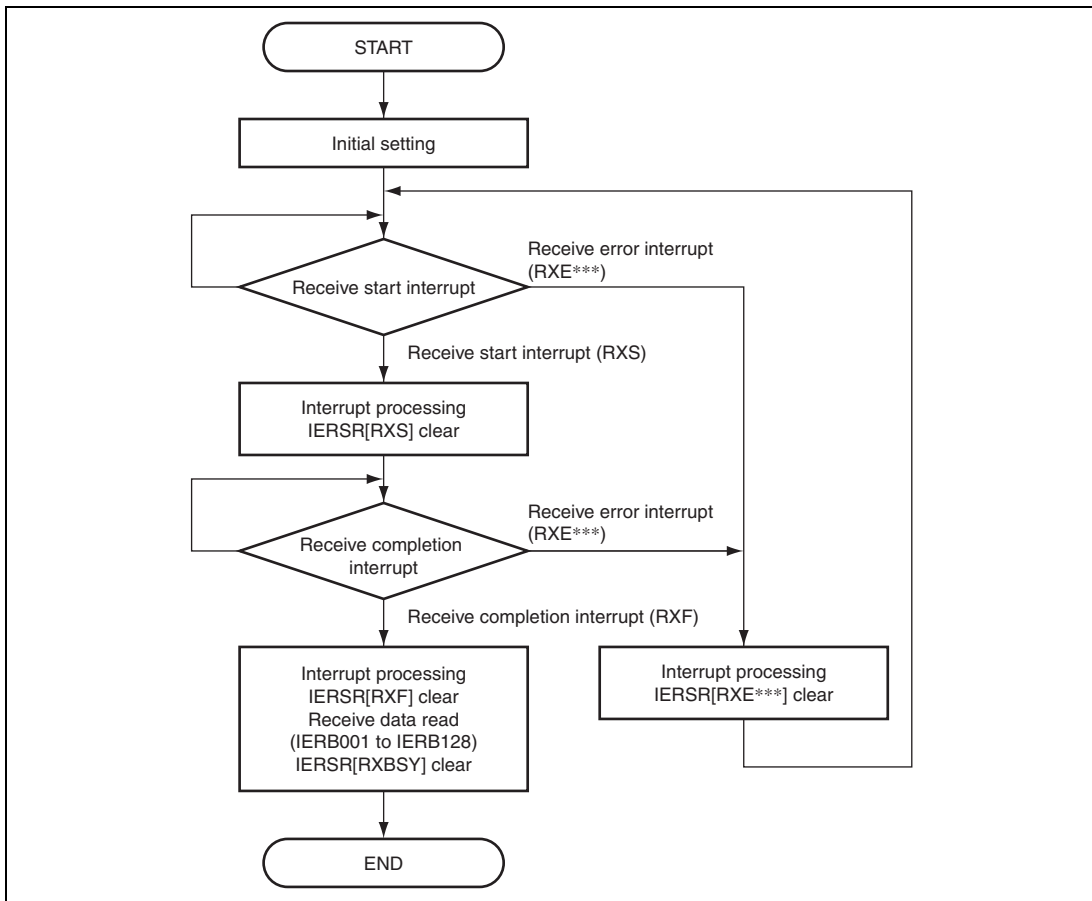 START
Initial setting
Receive error interrupt
(RXE***)
Receive start interrupt
Receive start interrupt (RXS)
Interrupt processing
IERSR[RXS] clear
Receive error interrupt
(RXE***)
Receive completion
interrupt
Receive completion interrupt (RXF)
Interrupt processing
IERSR[RXF] clear
Receive data read
(IERB001 to IERB128)
IERSR[RXBSY] clear
Interrupt processing
IERSR[RXE***] clear
END